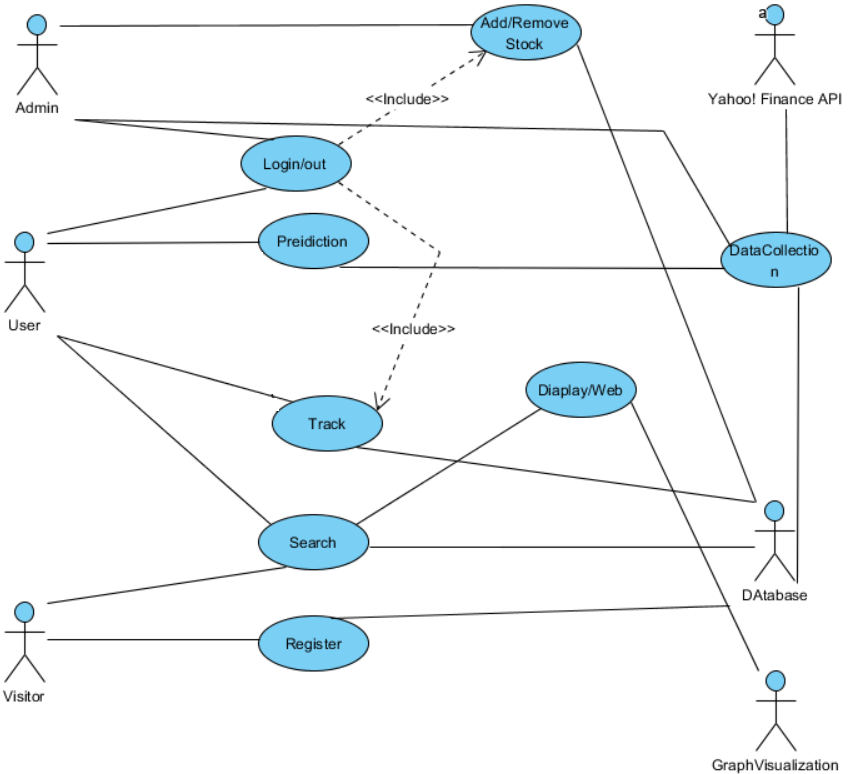 a
Add/Remove
Stock
Admin
Yahoo! Finance API
<<Include>>
Login/out
Preidiction
DataCollectio
n
User
<<Include>>
Diaplay/Web
Track
Search
DAtabase
Register
Visitor
GraphVisualization